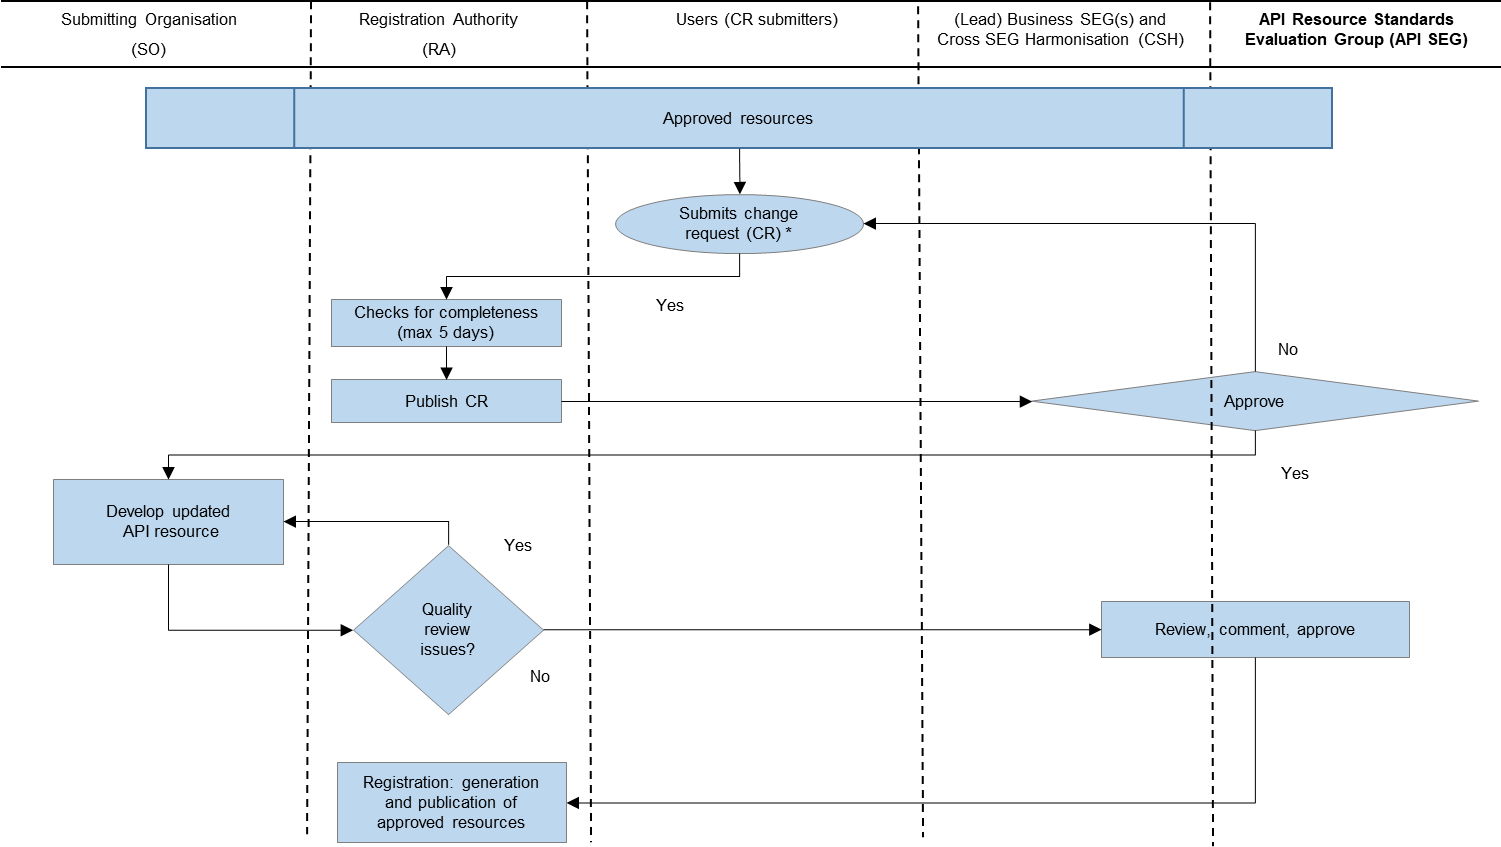 Submitting Organisation
(SO)
Registration Authority
(RA)
Users (CR submitters)
(Lead) Business SEG(s) and
Cross SEG Harmonisation (CSH)
API Resource Standards
Evaluation Group (API SEG)
Approved resources
Submits change
request (CR) *
Yes
Checks for completeness
(max 5 days)
No
Publish CR
Approve
Yes
Develop updated
API resource
Yes
Quality
review
issues?
Review, comment, approve
No
Registration: generation
and publication of
approved resources